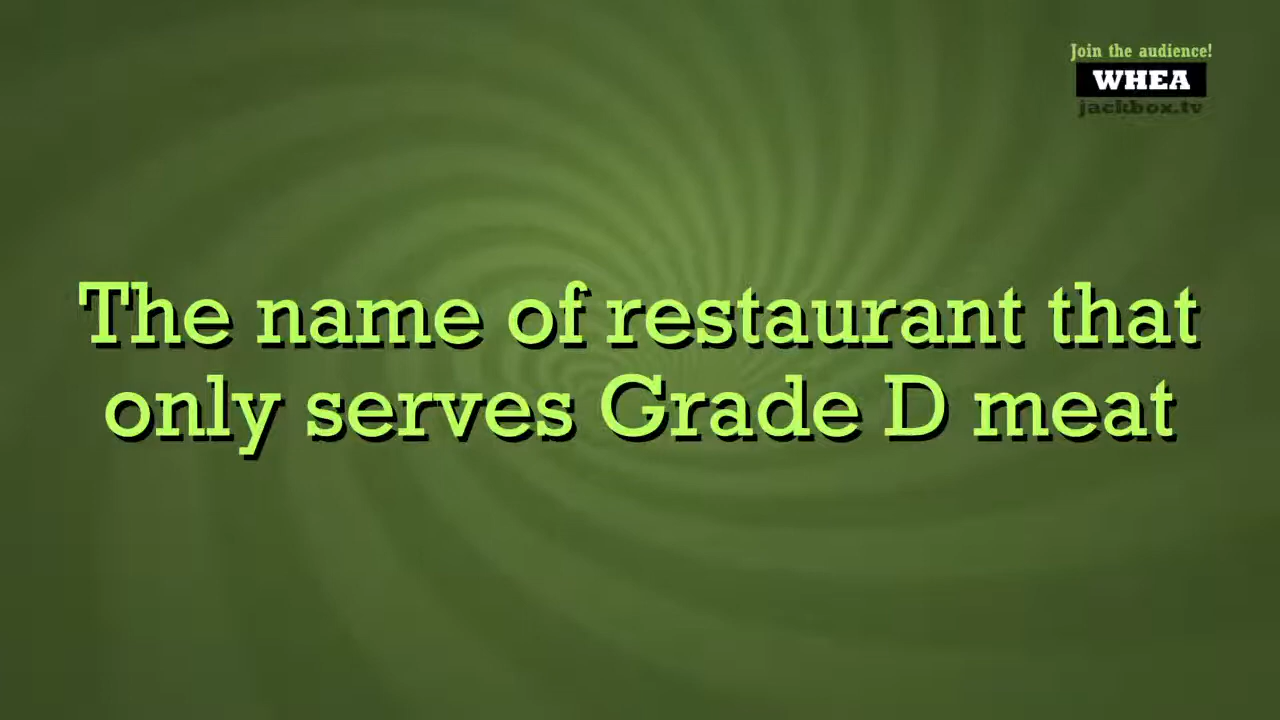 Join the audience!
WHEA
jackbox.tv
The name of restaurant that
only serves Grade D meat